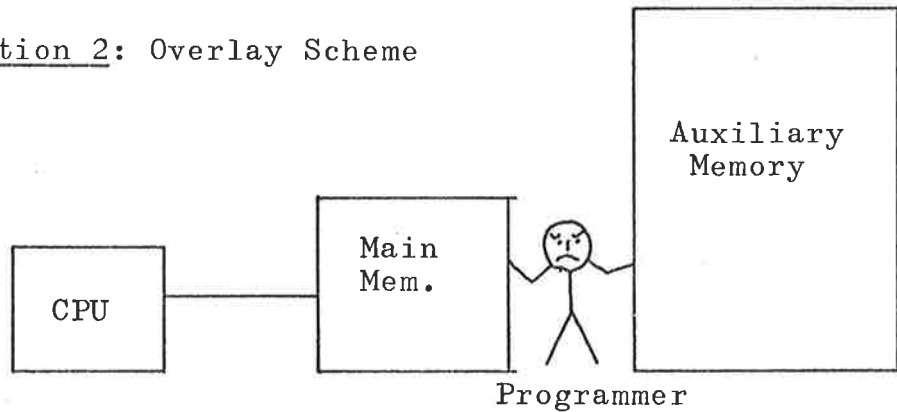 tion 2: Overlay Scheme
Auxiliary
Memory
Main
Mem.
CPU
Programmer